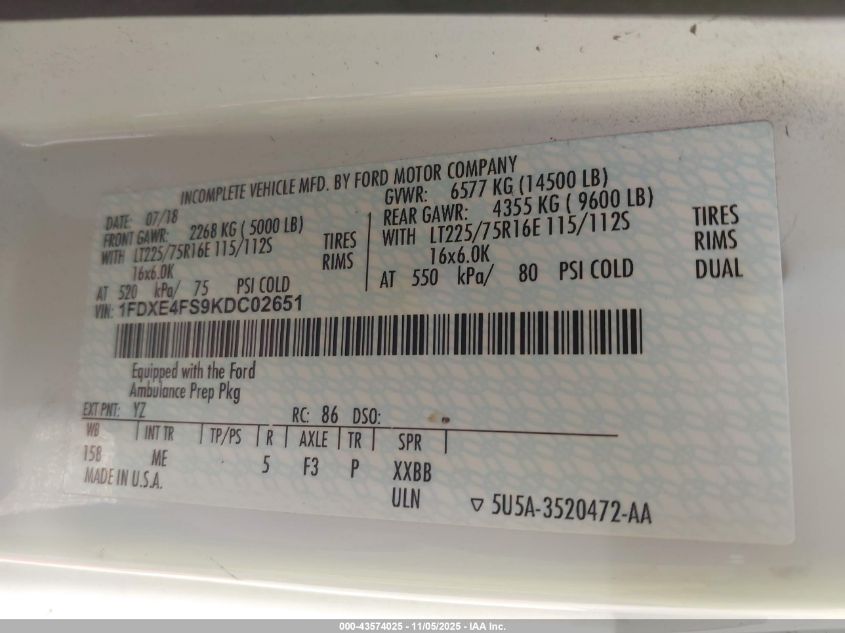 INCOMPLETE VEHICLE MFD. BY FORD MOTOR COMPANY
DATE: 07/18
GVWR: 6577 KG (14500 LB)
FRONT GAWR: 2268 KG ( 5000 LB)
REAR GAWR: 4355 KG ( 9600 LB)
WITH LT225/75R16E 115/112S TIRES
WITH LT225/75R16E 115/112S TIRES
16x6.0K RIMS
16x6.0K RIMS
AT 520 kPa/ 75 PSI COLD
AT 550 kPa/ 80 PSI COLD DUAL
VIN: 1FDXE4FS9KDC02651
Equipped with the Ford
Ambulance Prep Pkg
EXT PNT: YZ RC: 86 DSO:
WB INT TR TP/PS R AXLE TR SPR
158 ME 5 F3 P XXBB
MADE IN U.S.A. ULN ▽ 5U5A-3520472-AA
000-43574025 - 11/05/2025 - IAA Inc.